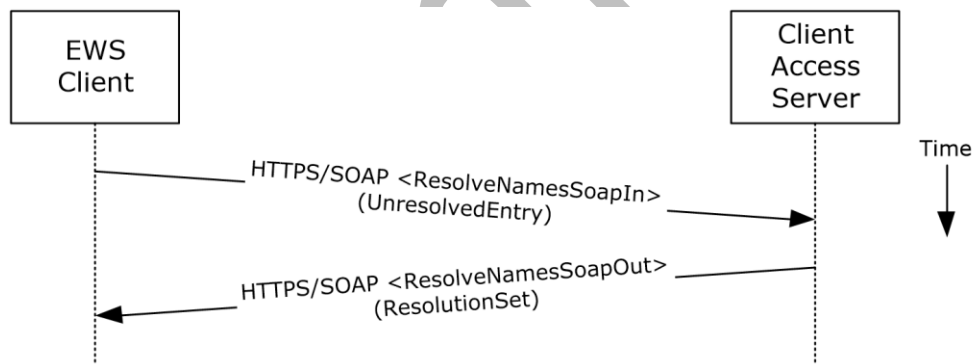 EWS
Client
Client
Access
Server
Time
HTTPS/SOAP <ResolveNamesSoapIn>
(UnresolvedEntry)
HTTPS/SOAP <ResolveNamesSoapOut>
(ResolutionSet)